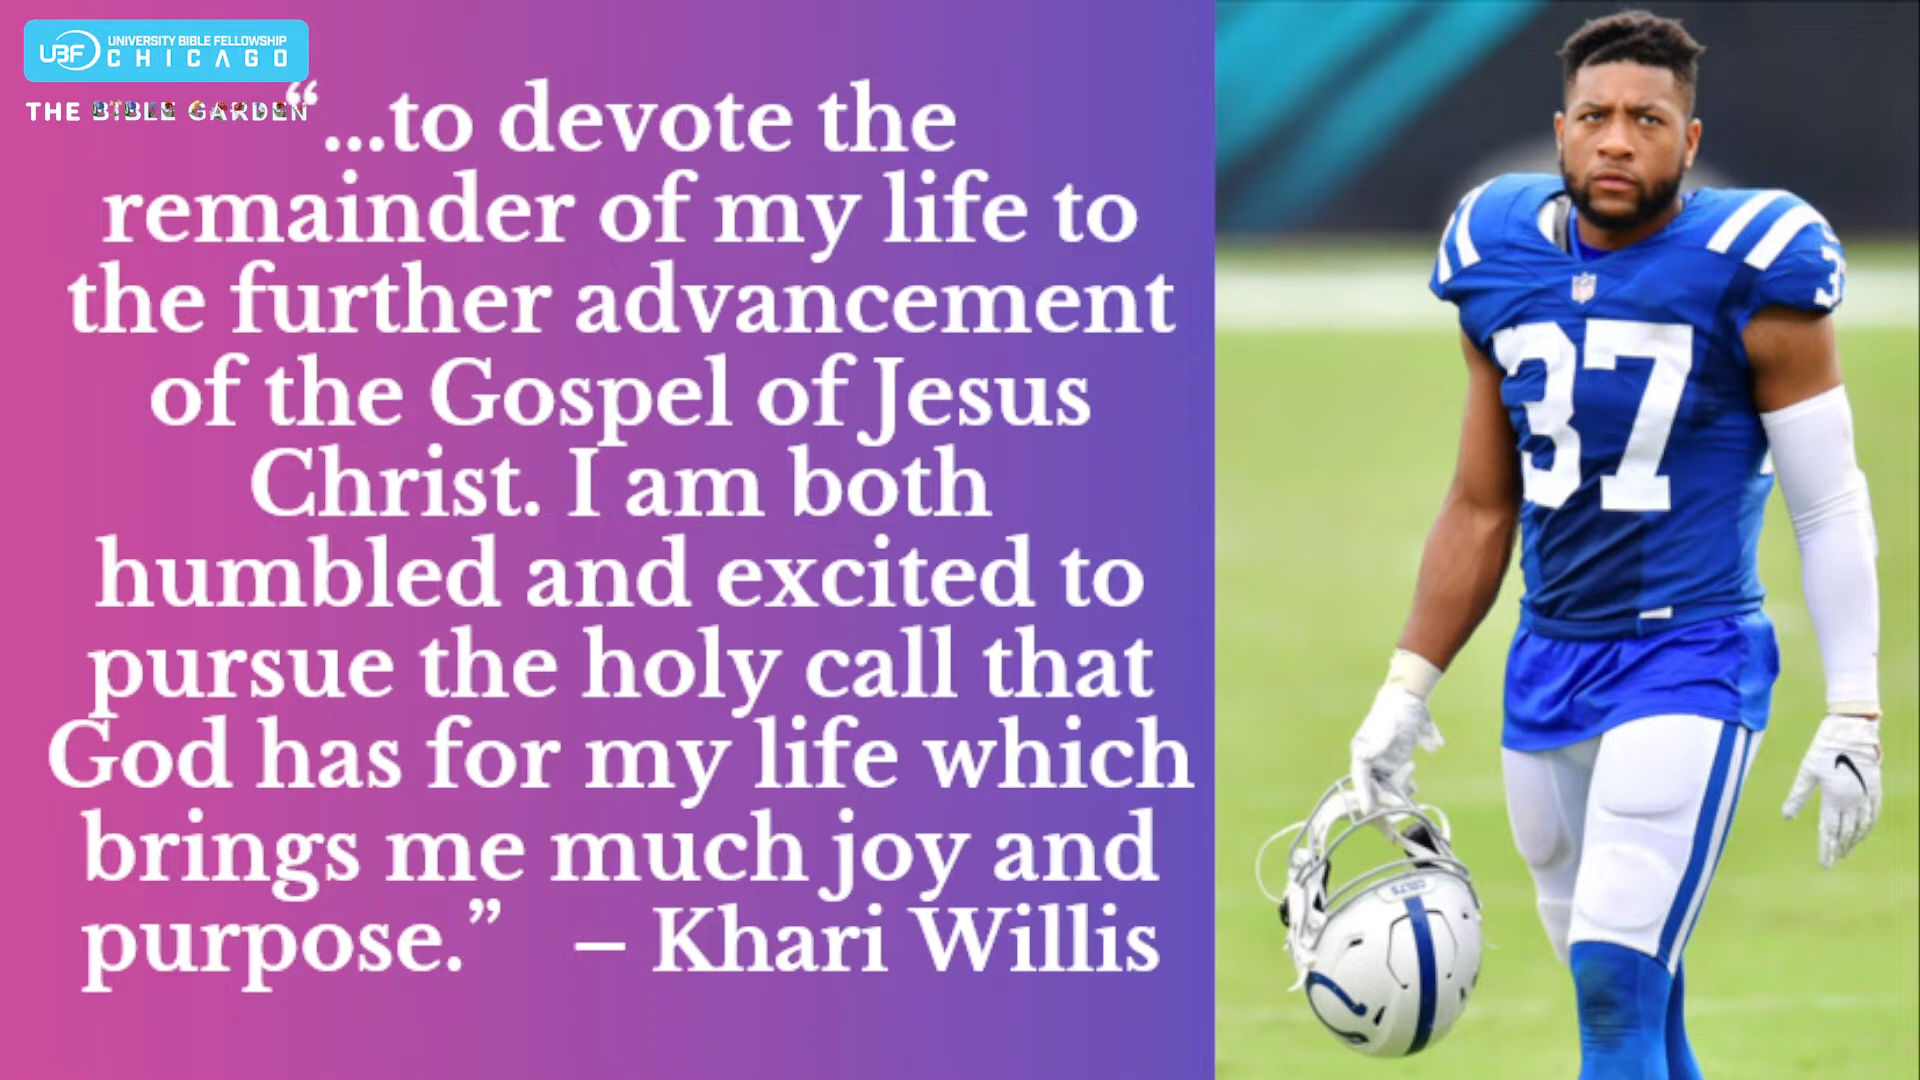 UBF UNIVERSITY BIBLE FELLOWSHIP
CHICAGO
THE BIBLE GARDEN
“...to devote the
remainder of my life to
the further advancement
of the Gospel of Jesus
Christ. I am both
humbled and excited to
pursue the holy call that
God has for my life which
brings me much joy and
purpose.” – Khari Willis
37
37
COLTS